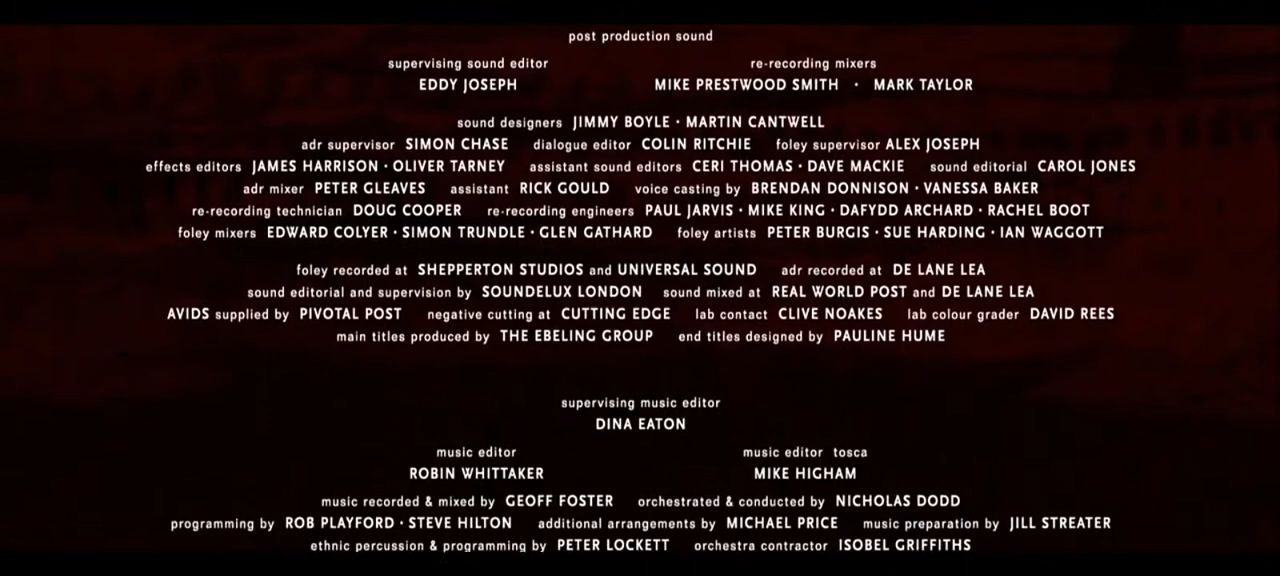 post production sound
supervising sound editor re-recording mixers
EDDY JOSEPH MIKE PRESTWOOD SMITH · MARK TAYLOR
sound designers JIMMY BOYLE · MARTIN CANTWELL
adr supervisor SIMON CHASE dialogue editor COLIN RITCHIE foley supervisor ALEX JOSEPH
effects editors JAMES HARRISON · OLIVER TARNEY assistant sound editors CERI THOMAS · DAVE MACKIE sound editorial CAROL JONES
adr mixer PETER GLEAVES assistant RICK GOULD voice casting by BRENDAN DONNISON · VANESSA BAKER
re-recording technician DOUG COOPER re-recording engineers PAUL JARVIS · MIKE KING · DAFYDD ARCHARD · RACHEL BOOT
foley mixers EDWARD COLYER · SIMON TRUNDLE · GLEN GATHARD foley artists PETER BURGIS · SUE HARDING · IAN WAGGOTT
foley recorded at SHEPPERTON STUDIOS and UNIVERSAL SOUND adr recorded at DE LANE LEA
sound editorial and supervision by SOUNDELUX LONDON sound mixed at REAL WORLD POST and DE LANE LEA
AVIDS supplied by PIVOTAL POST negative cutting at CUTTING EDGE lab contact CLIVE NOAKES lab colour grader DAVID REES
main titles produced by THE EBELING GROUP end titles designed by PAULINE HUME
supervising music editor
DINA EATON
music editor music editor tosca
ROBIN WHITTAKER MIKE HIGHAM
music recorded & mixed by GEOFF FOSTER orchestrated & conducted by NICHOLAS DODD
programming by ROB PLAYFORD · STEVE HILTON additional arrangements by MICHAEL PRICE music preparation by JILL STREATER
ethnic percussion & programming by PETER LOCKETT orchestra contractor ISOBEL GRIFFITHS